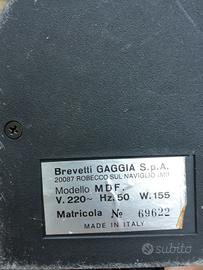 Brevetti GAGGIA S.p.A.
20087 ROBECCO SUL NAVIGLIO (MI)
Modello MDF.
V. 220~ Hz. 50 W. 155
Matricola № 69622
MADE IN ITALY
subito